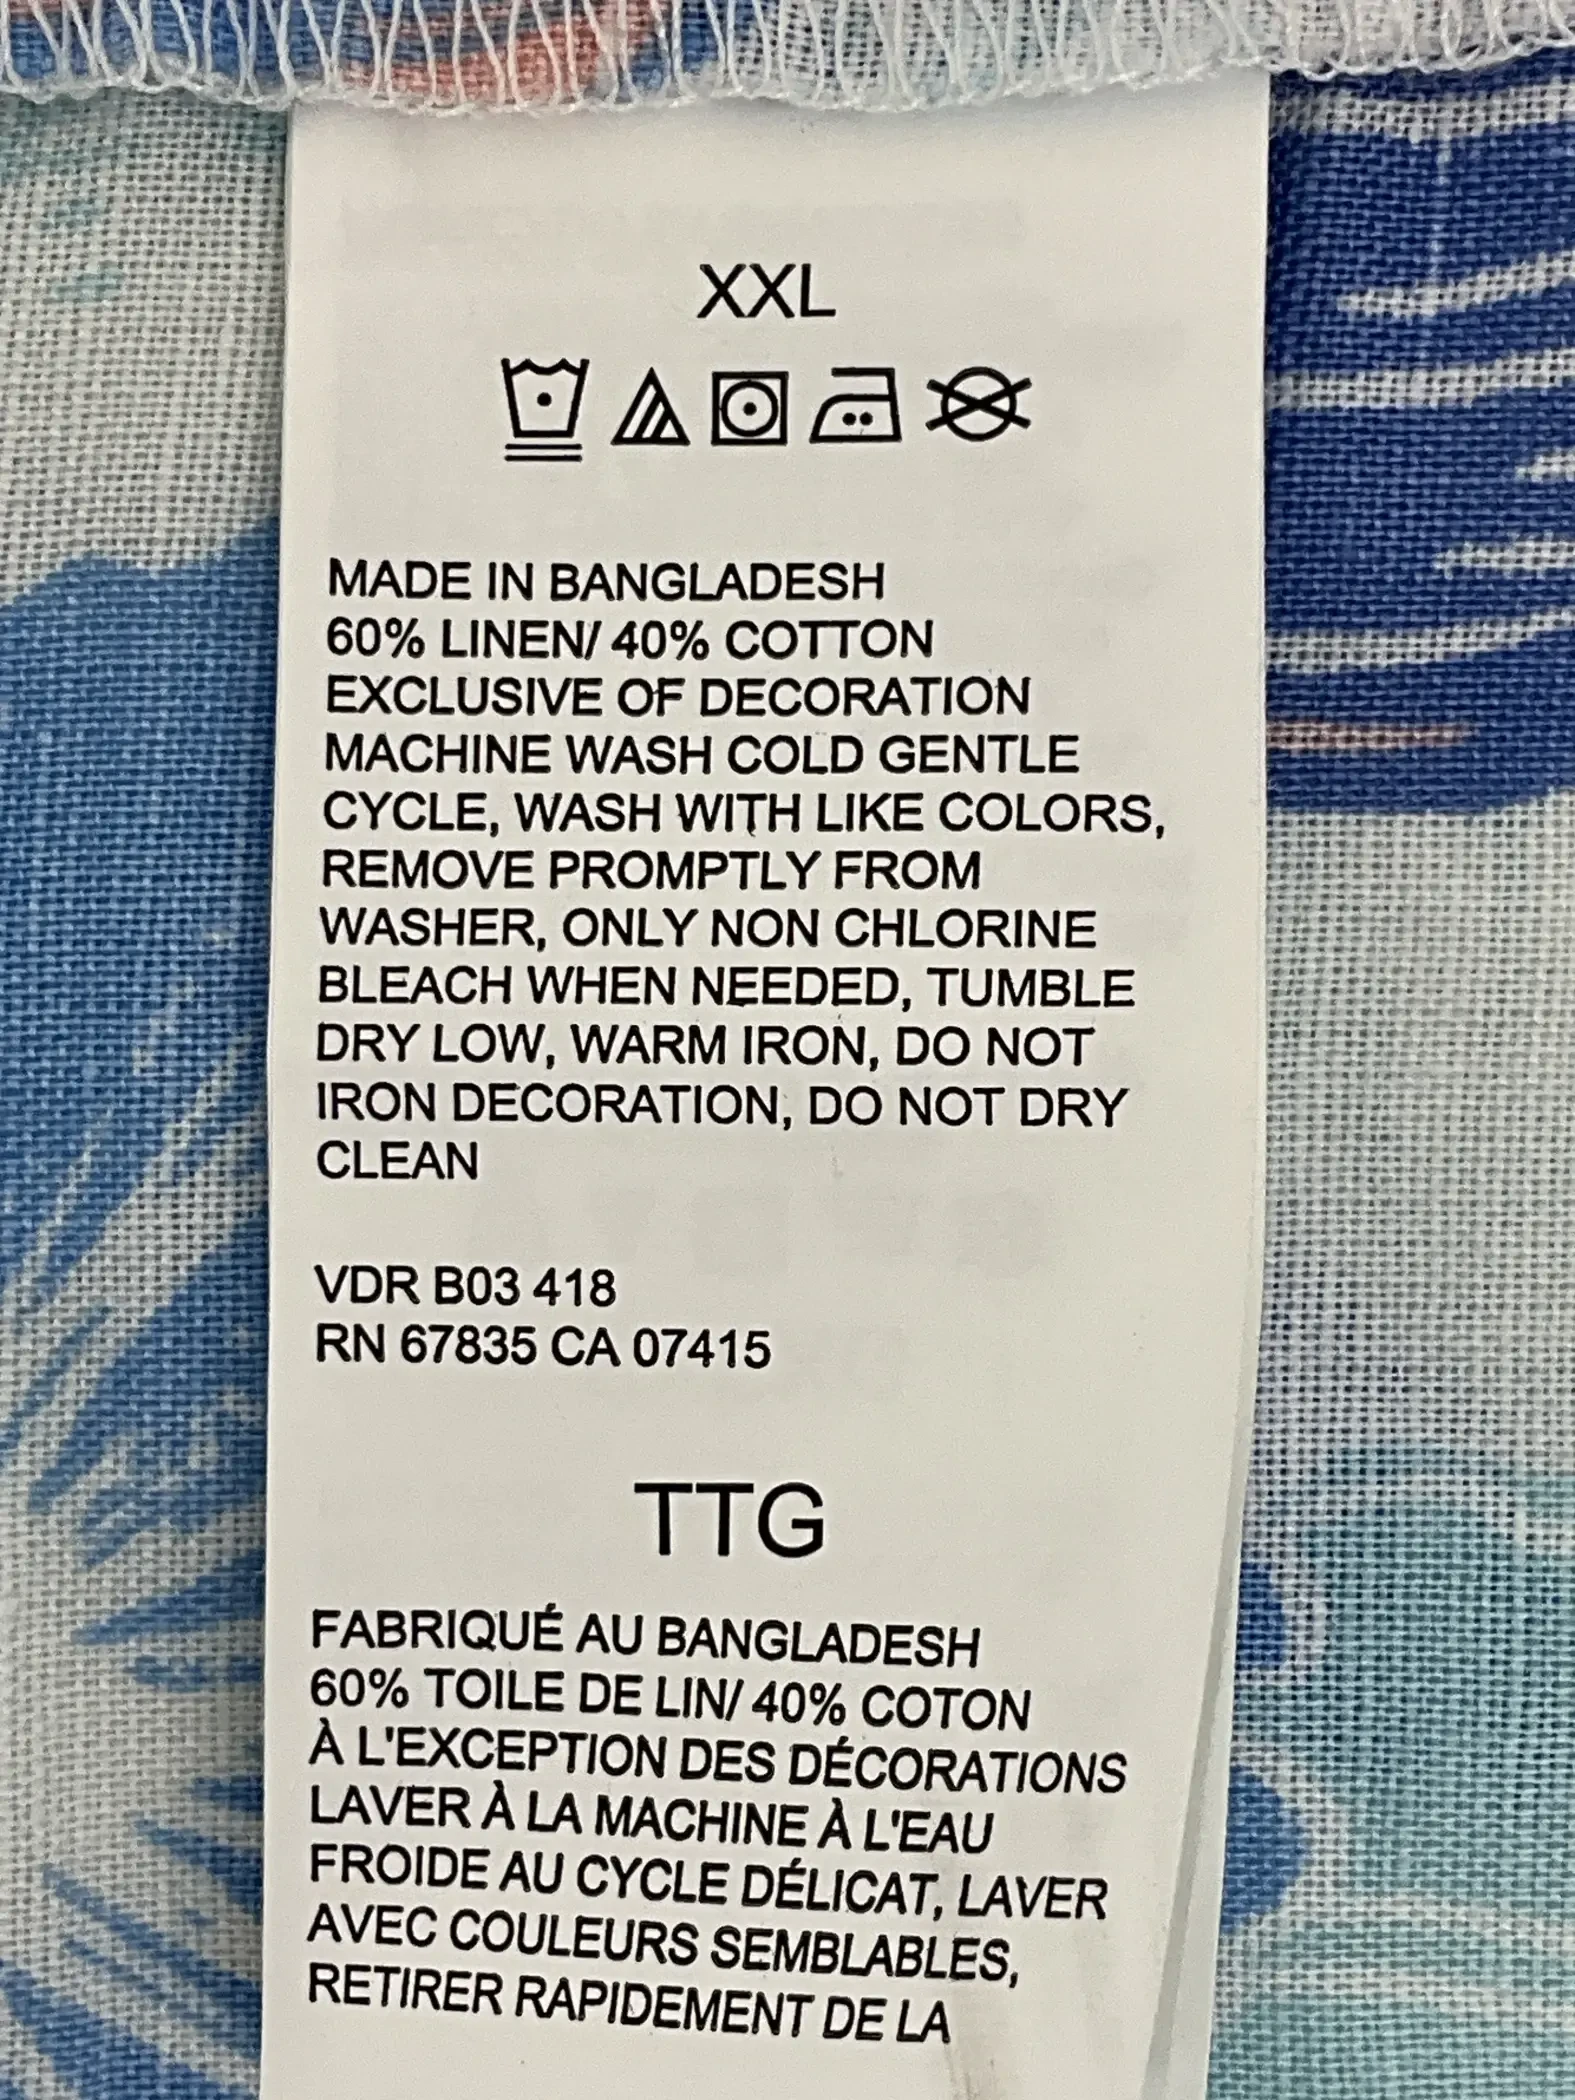 XXL
MADE IN BANGLADESH
60% LINEN/ 40% COTTON
EXCLUSIVE OF DECORATION
MACHINE WASH COLD GENTLE
CYCLE, WASH WITH LIKE COLORS,
REMOVE PROMPTLY FROM
WASHER, ONLY NON CHLORINE
BLEACH WHEN NEEDED, TUMBLE
DRY LOW, WARM IRON, DO NOT
IRON DECORATION, DO NOT DRY
CLEAN
VDR B03 418
RN 67835 CA 07415
TTG
FABRIQUÉ AU BANGLADESH
60% TOILE DE LIN/ 40% COTON
À L'EXCEPTION DES DÉCORATIONS
LAVER À LA MACHINE À L'EAU
FROIDE AU CYCLE DÉLICAT, LAVER
AVEC COULEURS SEMBLABLES,
RETIRER RAPIDEMENT DE LA